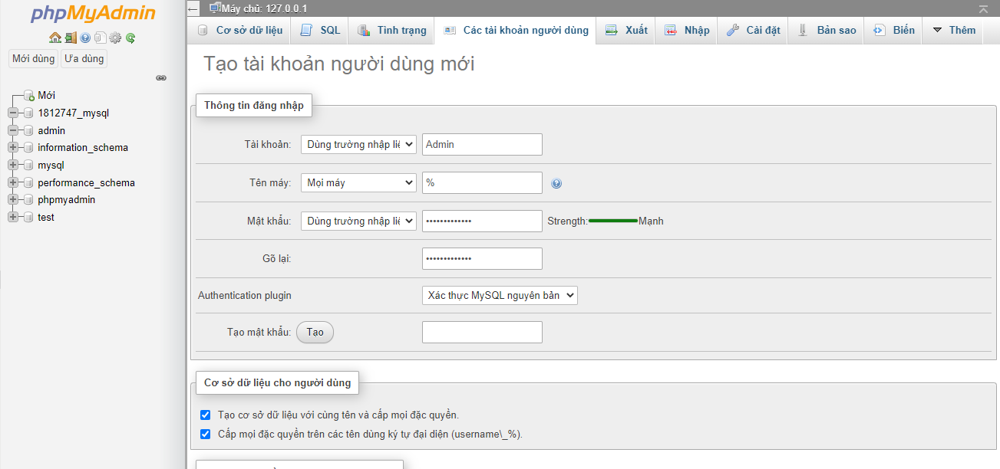 phpMyAdmin
Mới dùng Ưa dùng
Mới
1812747_mysql
admin
information_schema
mysql
performance_schema
phpmyadmin
test
Máy chủ: 127.0.0.1
Cơ sở dữ liệu SQL Tình trạng Các tài khoản người dùng Xuất Nhập Cài đặt Bản sao Biến Thêm
Tạo tài khoản người dùng mới
Thông tin đăng nhập
Tài khoản: Dùng trường nhập liệ Admin
Tên máy: Mọi máy %
Mật khẩu: Dùng trường nhập liệ ••••••••••••• Strength: Mạnh
Gõ lại: •••••••••••••
Authentication plugin Xác thực MySQL nguyên bản
Tạo mật khẩu: Tạo
Cơ sở dữ liệu cho người dùng
Tạo cơ sở dữ liệu với cùng tên và cấp mọi đặc quyền.
Cấp mọi đặc quyền trên các tên dùng ký tự đại diện (username\_%).